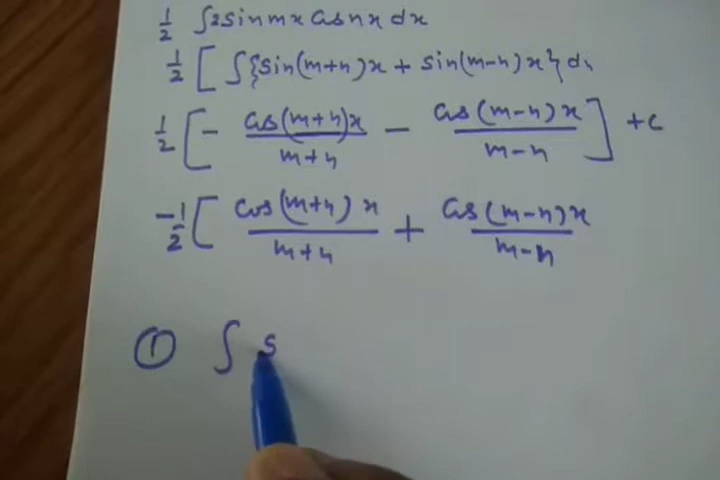 1/2 ∫2sinmx cosnx dx
1/2 [ ∫{sin(m+n)x + sin(m-n)x} dx
1/2 [ - cos(m+n)x/m+n - cos(m-n)x/m-n ] +c
-1/2 [ cos(m+n)x/m+n + cos(m-n)x/m-n
① ∫ s